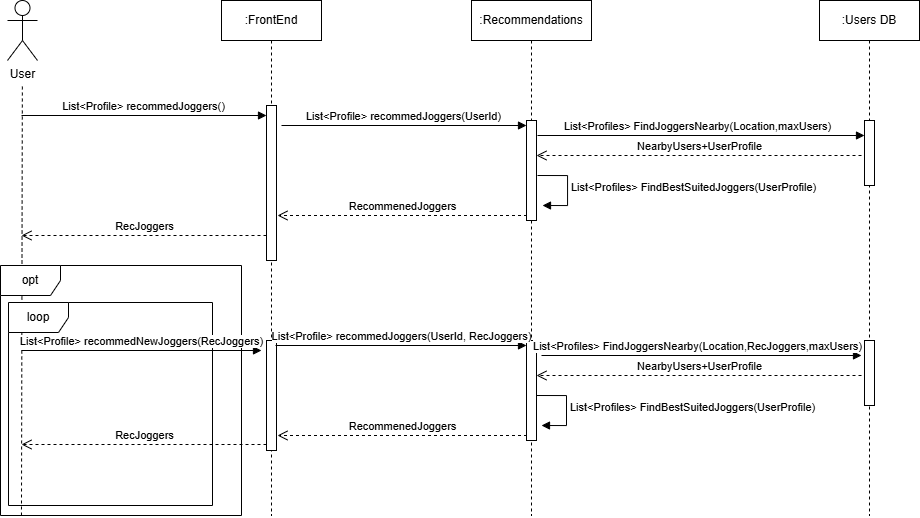 :FrontEnd
:Recommendations
:Users DB
User
List<Profile> recommedJoggers()
List<Profile> recommedJoggers(UserId)
List<Profiles> FindJoggersNearby(Location,maxUsers)
NearbyUsers+UserProfile
List<Profiles> FindBestSuitedJoggers(UserProfile)
RecommenedJoggers
RecJoggers
opt
loop
List<Profile> recommedNewJoggers(RecJoggers)
List<Profile> recommedJoggers(UserId, RecJoggers)
List<Profiles> FindJoggersNearby(Location,RecJoggers,maxUsers)
NearbyUsers+UserProfile
List<Profiles> FindBestSuitedJoggers(UserProfile)
RecommenedJoggers
RecJoggers